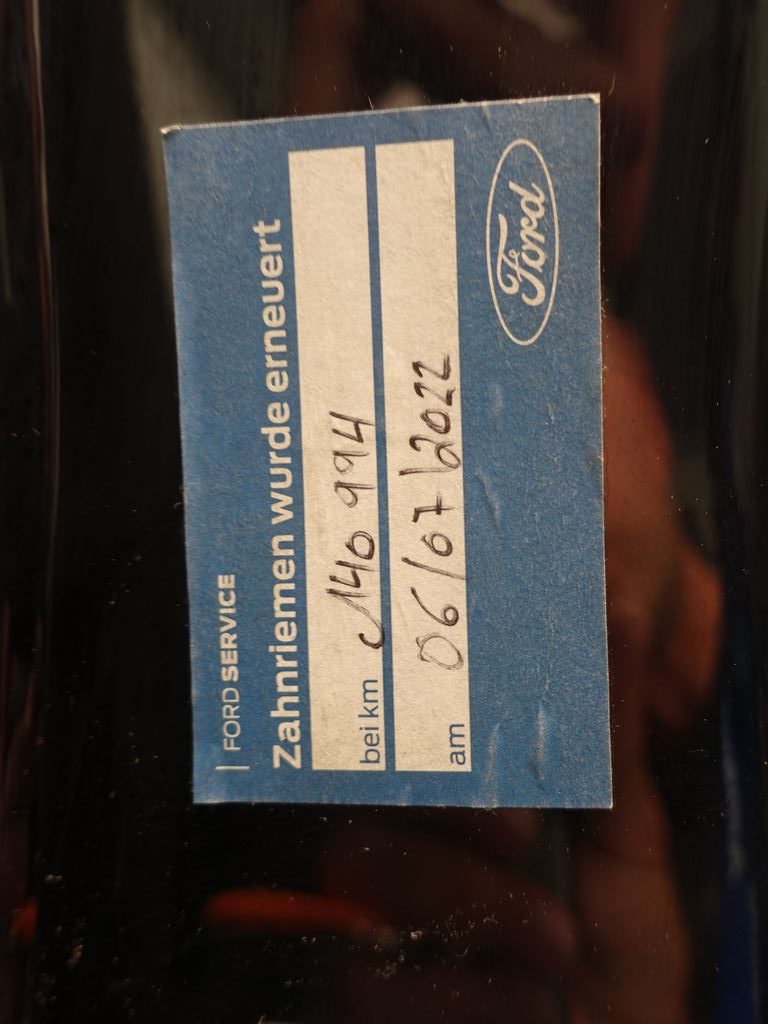 | FORD SERVICE
Zahnriemen wurde erneuert
bei km 140 994
am 06/07/2022
Ford